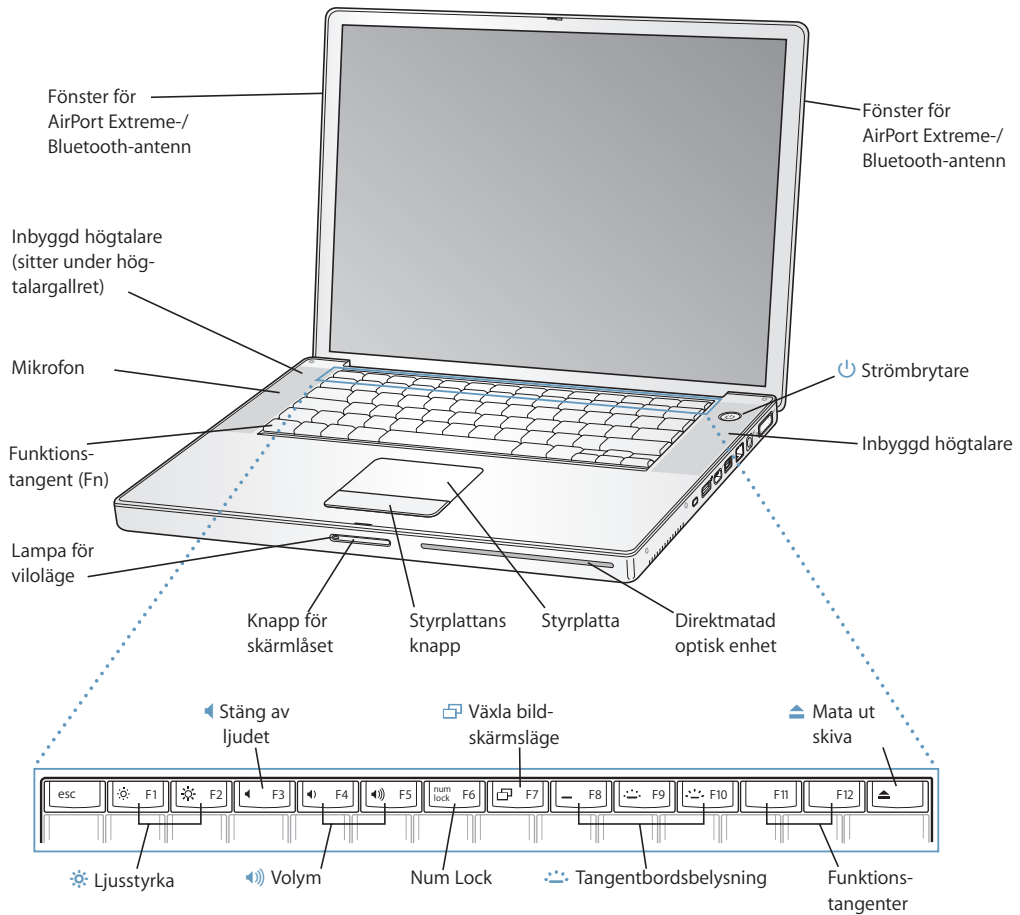 Fönster för
AirPort Extreme-/
Bluetooth-antenn
Fönster för
AirPort Extreme-/
Bluetooth-antenn
Inbyggd högtalare
(sitter under hög-
talargallret)
Mikrofon
Strömbrytare
Inbyggd högtalare
Funktions-
tangent (Fn)
Lampa för
viloläge
Knapp för
skärmlåset
Styrplattans
knapp
Styrplatta
Direktmatad
optisk enhet
Stäng av
ljudet
Växla bild-
skärmsläge
Mata ut
skiva
esc F1 F2 F3 F4 F5 num lock F6 F7 F8 F9 F10 F11 F12
Ljusstyrka
Volym
Num Lock
Tangentbordsbelysning
Funktions-
tangenter